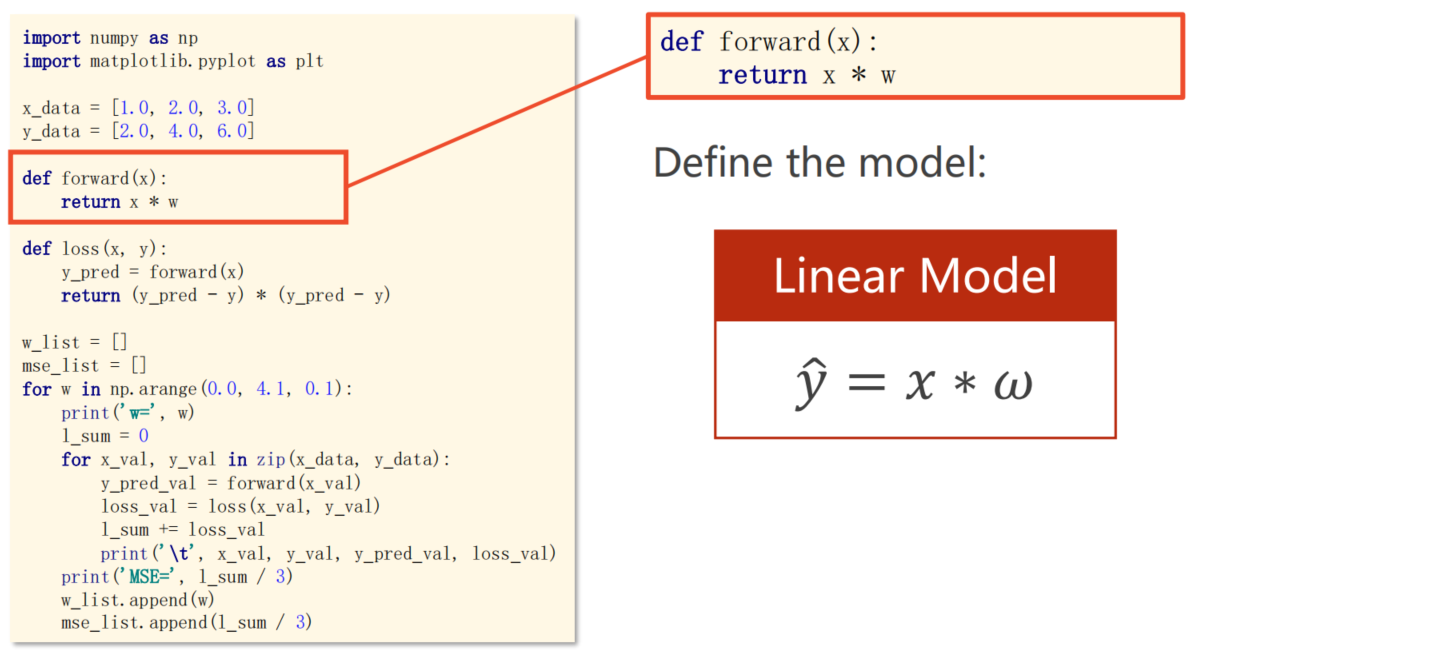 import numpy as np
import matplotlib.pyplot as plt
x_data = [1.0, 2.0, 3.0]
y_data = [2.0, 4.0, 6.0]
def forward(x):
    return x * w
def loss(x, y):
    y_pred = forward(x)
    return (y_pred - y) * (y_pred - y)
w_list = []
mse_list = []
for w in np.arange(0.0, 4.1, 0.1):
    print('w=', w)
    l_sum = 0
    for x_val, y_val in zip(x_data, y_data):
        y_pred_val = forward(x_val)
        loss_val = loss(x_val, y_val)
        l_sum += loss_val
        print('\t', x_val, y_val, y_pred_val, loss_val)
    print('MSE=', l_sum / 3)
    w_list.append(w)
    mse_list.append(l_sum / 3)
def forward(x):
    return x * w
Define the model:
Linear Model
ŷ = x * ω